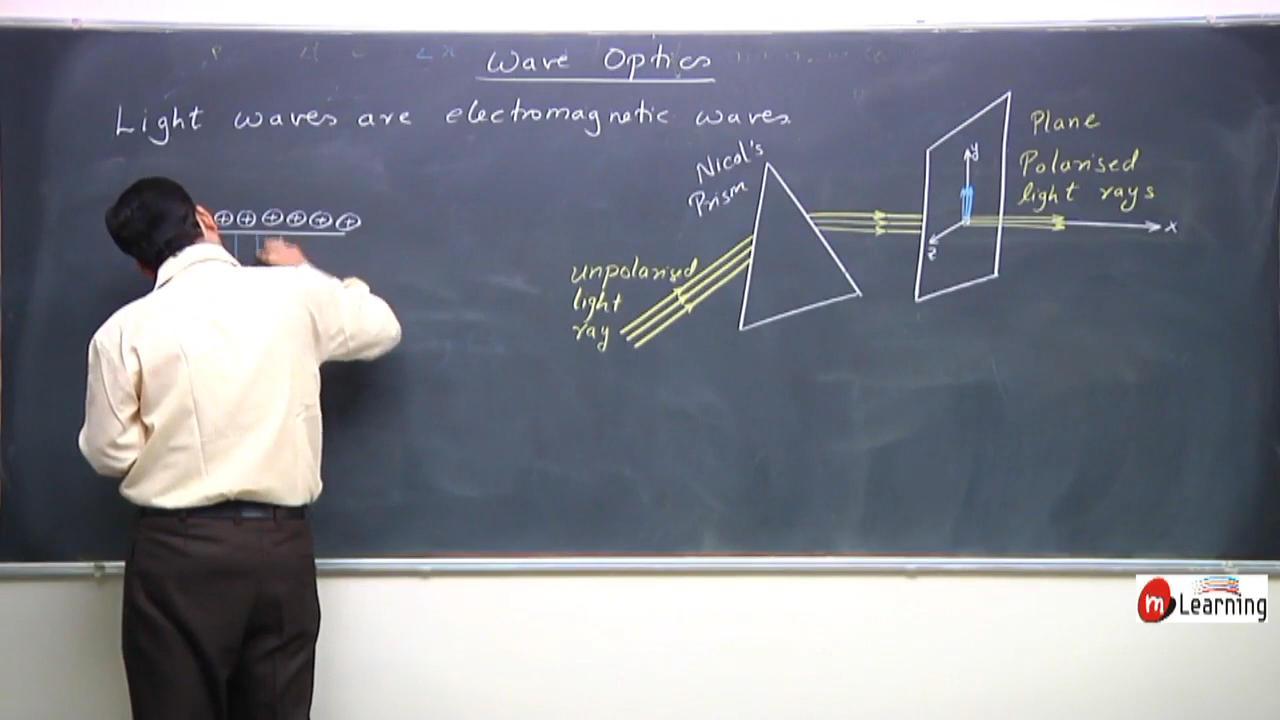 Wave Optics
Light waves are electromagnetic waves.
Nicol's
Prism
Plane
Polarised
light rays
y
x
z
unpolarised
light
ray
+ + + + + +
m Learning